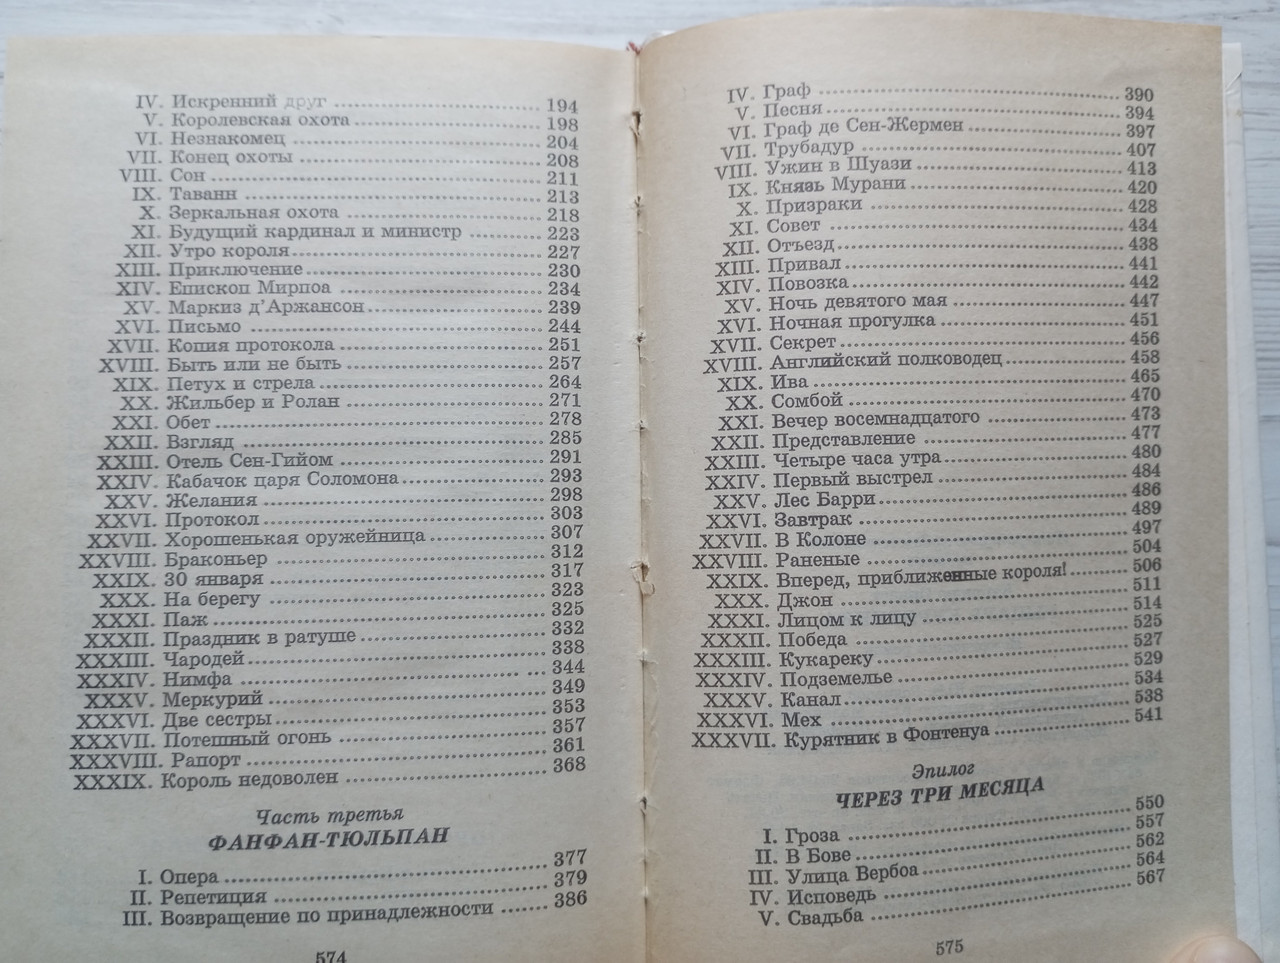 IV. Искренний друг 194
V. Королевская охота 198
VI. Незнакомец 204
VII. Конец охоты 208
VIII. Сон 211
IX. Таванн 213
X. Зеркальная охота 218
XI. Будущий кардинал и министр 223
XII. Утро короля 227
XIII. Приключение 230
XIV. Епископ Мирпоа 234
XV. Маркиз д'Аржансон 239
XVI. Письмо 244
XVII. Копия протокола 251
XVIII. Быть или не быть 257
XIX. Петух и стрела 264
XX. Жильбер и Ролан 271
XXI. Обет 278
XXII. Взгляд 285
XXIII. Отель Сен-Гийом 291
XXIV. Кабачок царя Соломона 293
XXV. Желания 298
XXVI. Протокол 303
XXVII. Хорошенькая оружейница 307
XXVIII. Браконьер 312
XXIX. 30 января 317
XXX. На берегу 323
XXXI. Паж 325
XXXII. Праздник в ратуше 332
XXXIII. Чародей 338
XXXIV. Нимфа 344
XXXV. Меркурий 349
XXXVI. Две сестры 353
XXXVII. Потешный огонь 357
XXXVIII. Рапорт 361
XXXIX. Король недоволен 368
Часть третья
ФАНФАН-ТЮЛЬПАН
I. Опера 377
II. Репетиция 379
III. Возвращение по принадлежности 386
574
IV. Граф 390
V. Песня 394
VI. Граф де Сен-Жермен 397
VII. Трубадур 407
VIII. Ужин в Шуази 413
IX. Князь Мурани 420
X. Призраки 428
XI. Совет 434
XII. Отъезд 438
XIII. Привал 441
XIV. Повозка 442
XV. Ночь девятого мая 447
XVI. Ночная прогулка 451
XVII. Секрет 456
XVIII. Английский полководец 458
XIX. Ива 465
XX. Сомбой 470
XXI. Вечер восемнадцатого 473
XXII. Представление 477
XXIII. Четыре часа утра 480
XXIV. Первый выстрел 484
XXV. Лес Барри 486
XXVI. Завтрак 489
XXVII. В Колоне 497
XXVIII. Раненые 504
XXIX. Вперед, приближенные короля! 506
XXX. Джон 511
XXXI. Лицом к лицу 514
XXXII. Победа 525
XXXIII. Кукареку 527
XXXIV. Подземелье 529
XXXV. Канал 534
XXXVI. Мех 538
XXXVII. Курятник в Фонтенуа 541
Эпилог
ЧЕРЕЗ ТРИ МЕСЯЦА
I. Гроза 550
II. В Бове 557
III. Улица Вербоа 562
IV. Исповедь 564
V. Свадьба 567
575